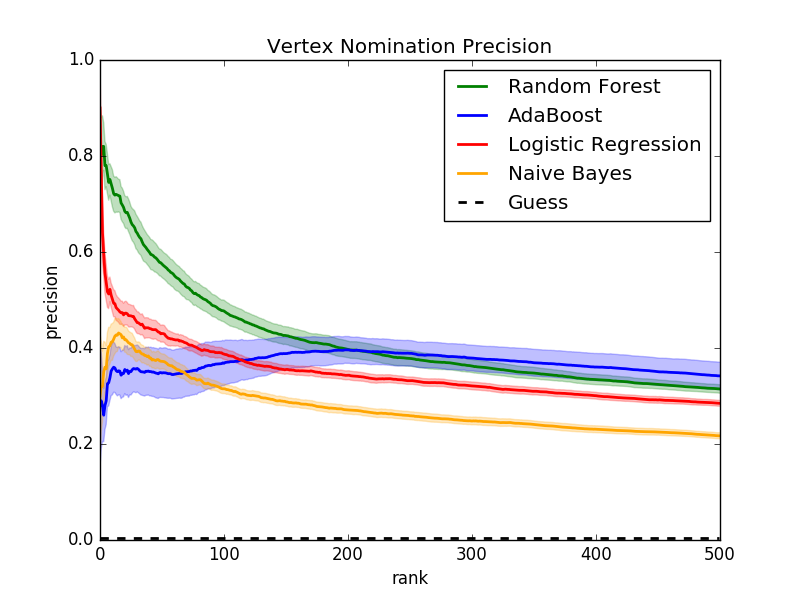 Vertex Nomination Precision
1.0
0.8
0.6
0.4
0.2
0.0
precision
Random Forest
AdaBoost
Logistic Regression
Naive Bayes
Guess
0 100 200 300 400 500
rank